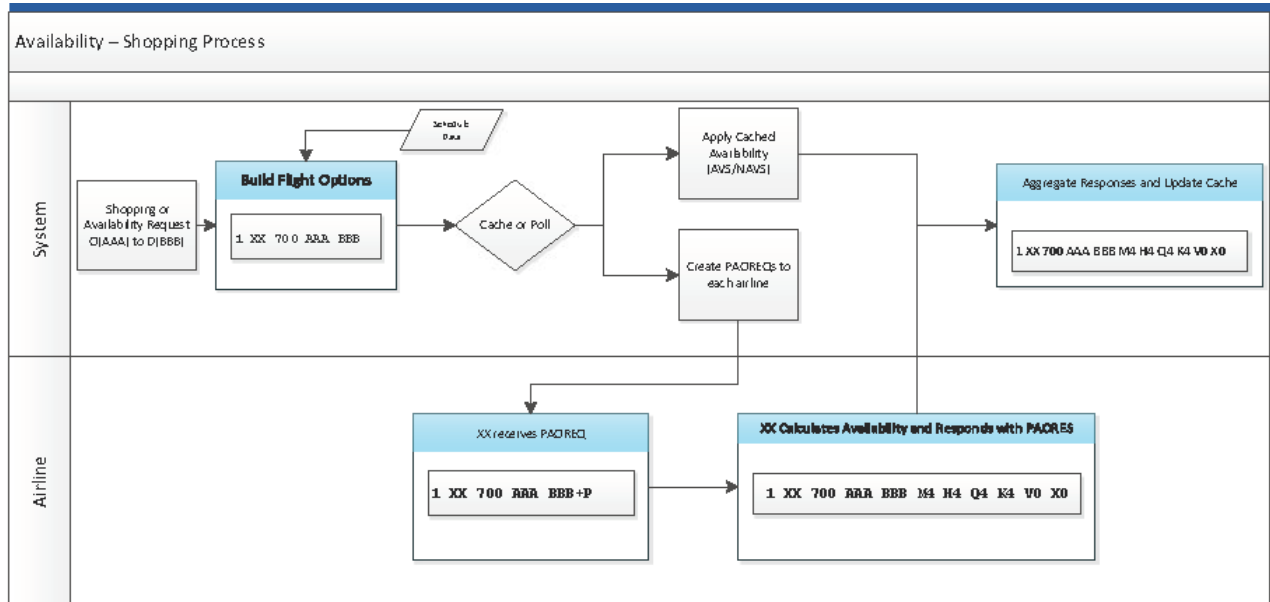 Availability – Shopping Process
System
Schedule
Data
Build Flight Options
1 XX 700 AAA BBB
Shopping or
Availability Request
O(AAA) to D(BBB)
Cache or Poll
Apply Cached
Availability
(AVS/NAVS)
Create PAOREQs to
each airline
Aggregate Responses and Update Cache
1 XX 700 AAA BBB M4 H4 Q4 K4 V0 X0
Airline
XX receives PAOREQ
1 XX 700 AAA BBB+P
XX Calculates Availability and Responds with PAORES
1 XX 700 AAA BBB M4 H4 Q4 K4 V0 X0